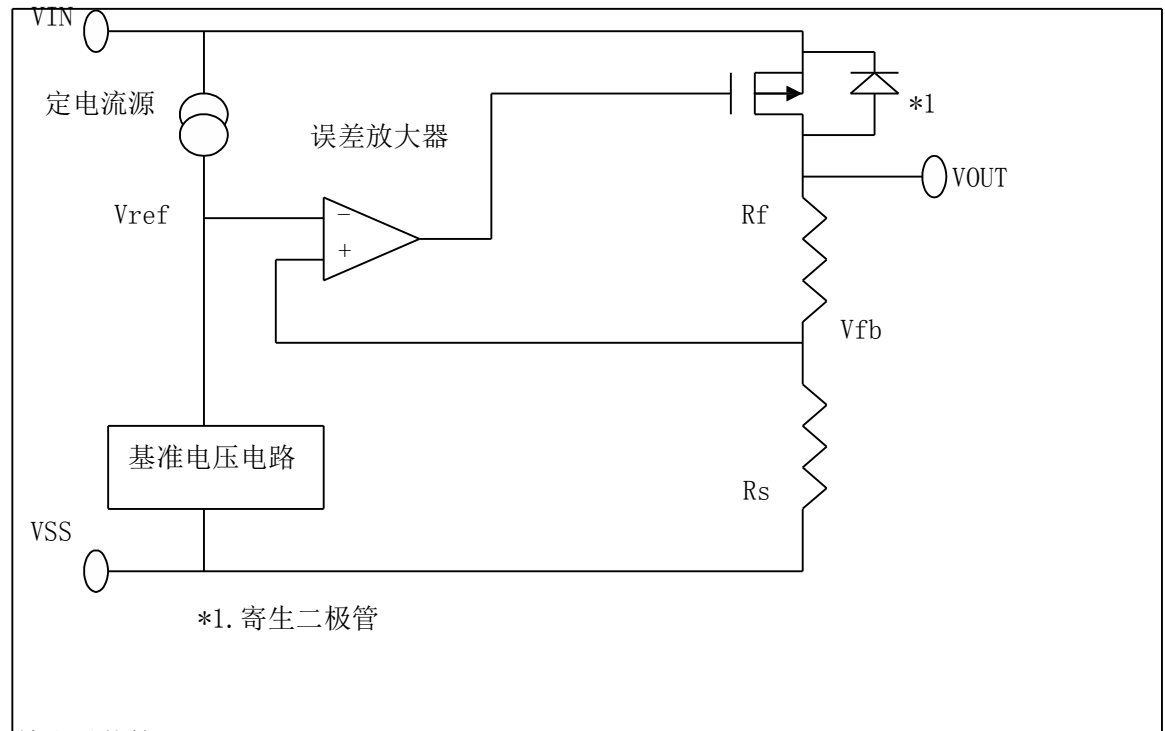 VIN
定电流源
*1
误差放大器
VOUT
Vref
Rf
−
+
Vfb
基准电压电路
Rs
VSS
*1.寄生二极管